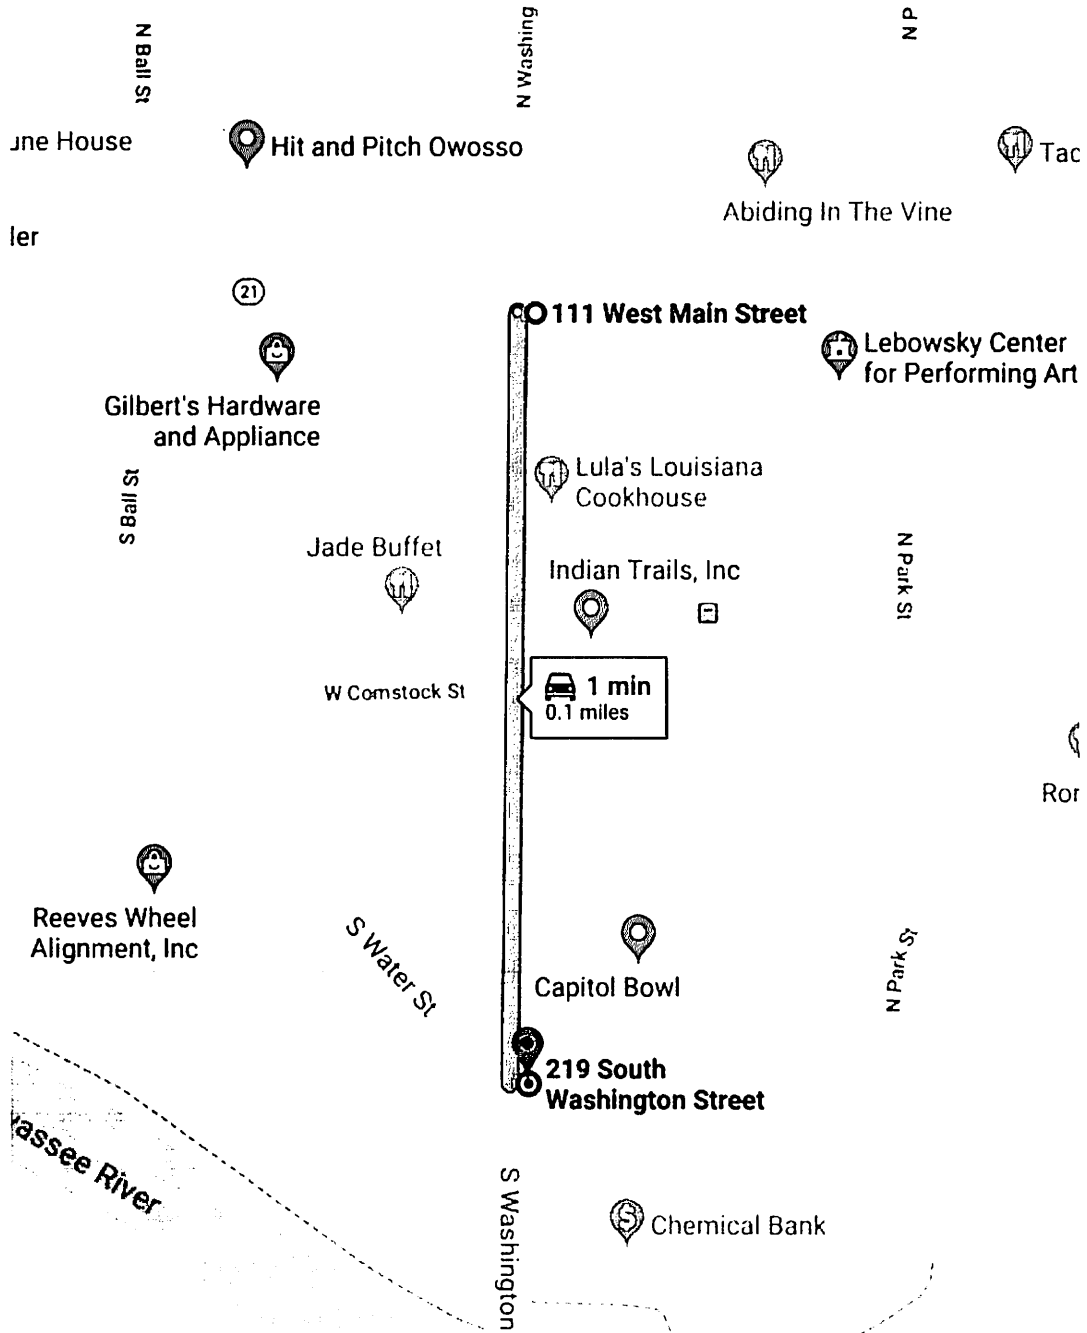 N Ball St
N Washing
N P
une House
Hit and Pitch Owosso
Tac
Abiding In The Vine
ler
21
111 West Main Street
Lebowsky Center
for Performing Art
Gilbert's Hardware
and Appliance
S Ball St
Lula's Louisiana
Cookhouse
Jade Buffet
Indian Trails, Inc
N Park St
W Comstock St
1 min
0.1 miles
Ror
Reeves Wheel
Alignment, Inc
S Water St
Capitol Bowl
N Park St
219 South
Washington Street
vassee River
S Washington
Chemical Bank